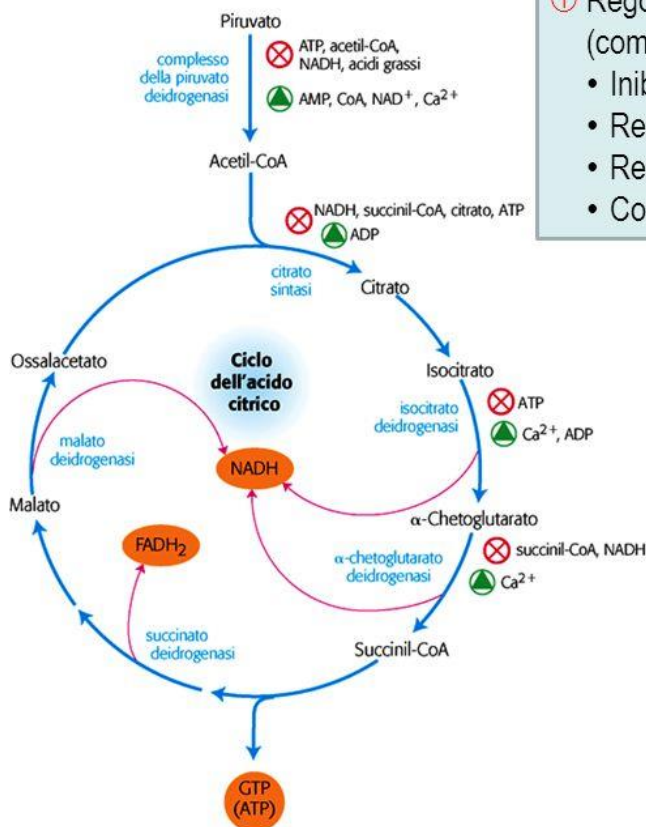 Piruvato
complesso
della piruvato
deidrogenasi
ATP, acetil-CoA,
NADH, acidi grassi
AMP, CoA, NAD⁺, Ca²⁺
Acetil-CoA
NADH, succinil-CoA, citrato, ATP
ADP
citrato
sintasi
Citrato
Ossalacetato
Ciclo
dell'acido
citrico
Isocitrato
isocitrato
deidrogenasi
ATP
Ca²⁺, ADP
malato
deidrogenasi
NADH
Malato
α-Chetoglutarato
FADH₂
α-chetoglutarato
deidrogenasi
succinil-CoA, NADH
Ca²⁺
succinato
deidrogenasi
Succinil-CoA
GTP
(ATP)